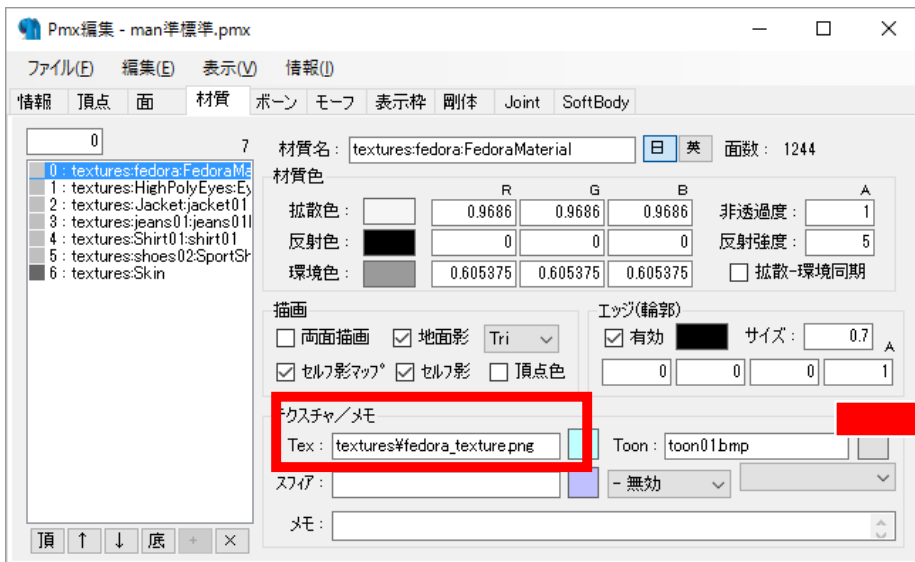 Pmx編集 - man準標準.pmx
ファイル(F) 編集(E) 表示(V) 情報(I)
情報 頂点 面 材質 ボーン モーフ 表示枠 剛体 Joint SoftBody
0 7
0 : textures:fedora:FedoraMa
1 : textures:HighPolyEyes:Ey
2 : textures:Jacket:jacket01
3 : textures:jeans01:jeans01
4 : textures:Shirt01:shirt01
5 : textures:shoes02:SportSh
6 : textures:Skin
頂 ↑ ↓ 底 + ×
材質名 : textures:fedora:FedoraMaterial 日 英 面数 : 1244
材質色
R G B A
拡散色 : 0.9686 0.9686 0.9686 非透過度 : 1
反射色 : 0 0 0 反射強度 : 5
環境色 : 0.605375 0.605375 0.605375 拡散-環境同期
描画
両面描画 地面影 Tri
セルフ影マップ セルフ影 頂点色
エッジ(輪郭)
有効 サイズ : 0.7
A
0 0 0 1
テクスチャ/メモ
Tex : textures¥fedora_texture.png Toon : toon01.bmp
スフィア : - 無効
メモ :